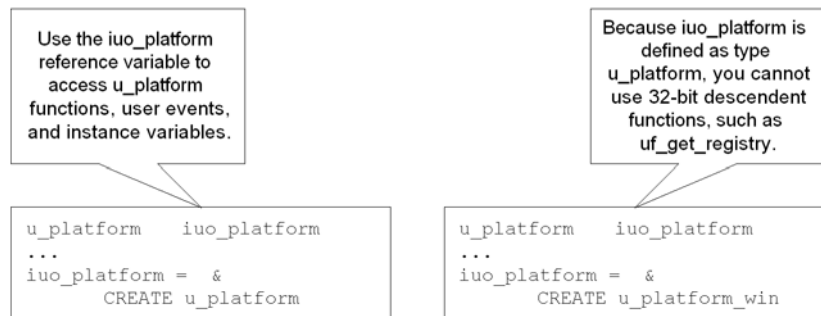 Use the iuo_platform
reference variable to
access u_platform
functions, user events,
and instance variables.
Because iuo_platform is
defined as type
u_platform, you cannot
use 32-bit descendent
functions, such as
uf_get_registry.
u_platform iuo_platform
...
iuo_platform = &
CREATE u_platform
u_platform iuo_platform
...
iuo_platform = &
CREATE u_platform_win